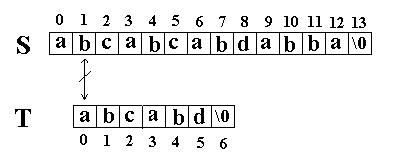 0 1 2 3 4 5 6 7 8 9 10 11 12 13
S a b c a b c a b d a b b a \0
T a b c a b d \0
0 1 2 3 4 5 6